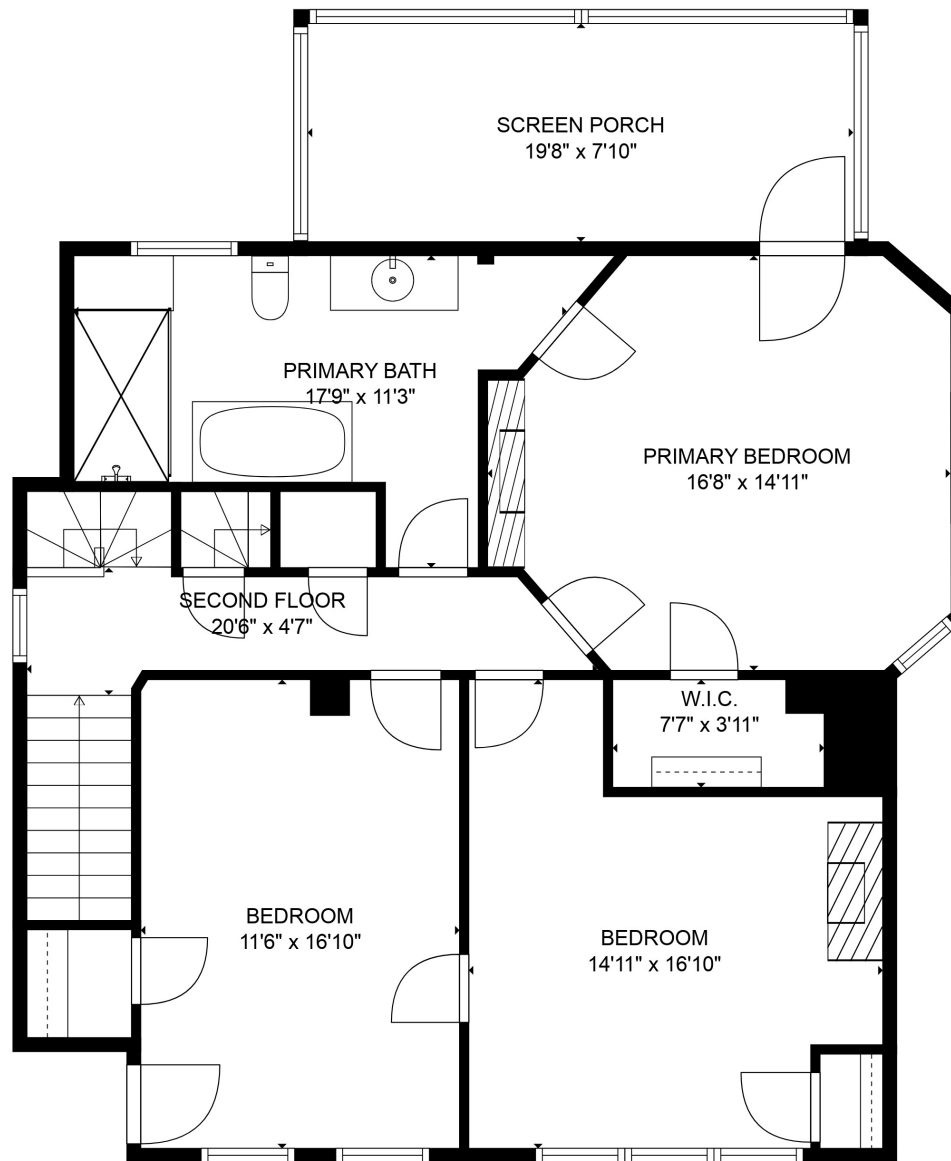 SCREEN PORCH
19'8" x 7'10"
PRIMARY BATH
17'9" x 11'3"
PRIMARY BEDROOM
16'8" x 14'11"
SECOND FLOOR
20'6" x 4'7"
W.I.C.
7'7" x 3'11"
BEDROOM
11'6" x 16'10"
BEDROOM
14'11" x 16'10"